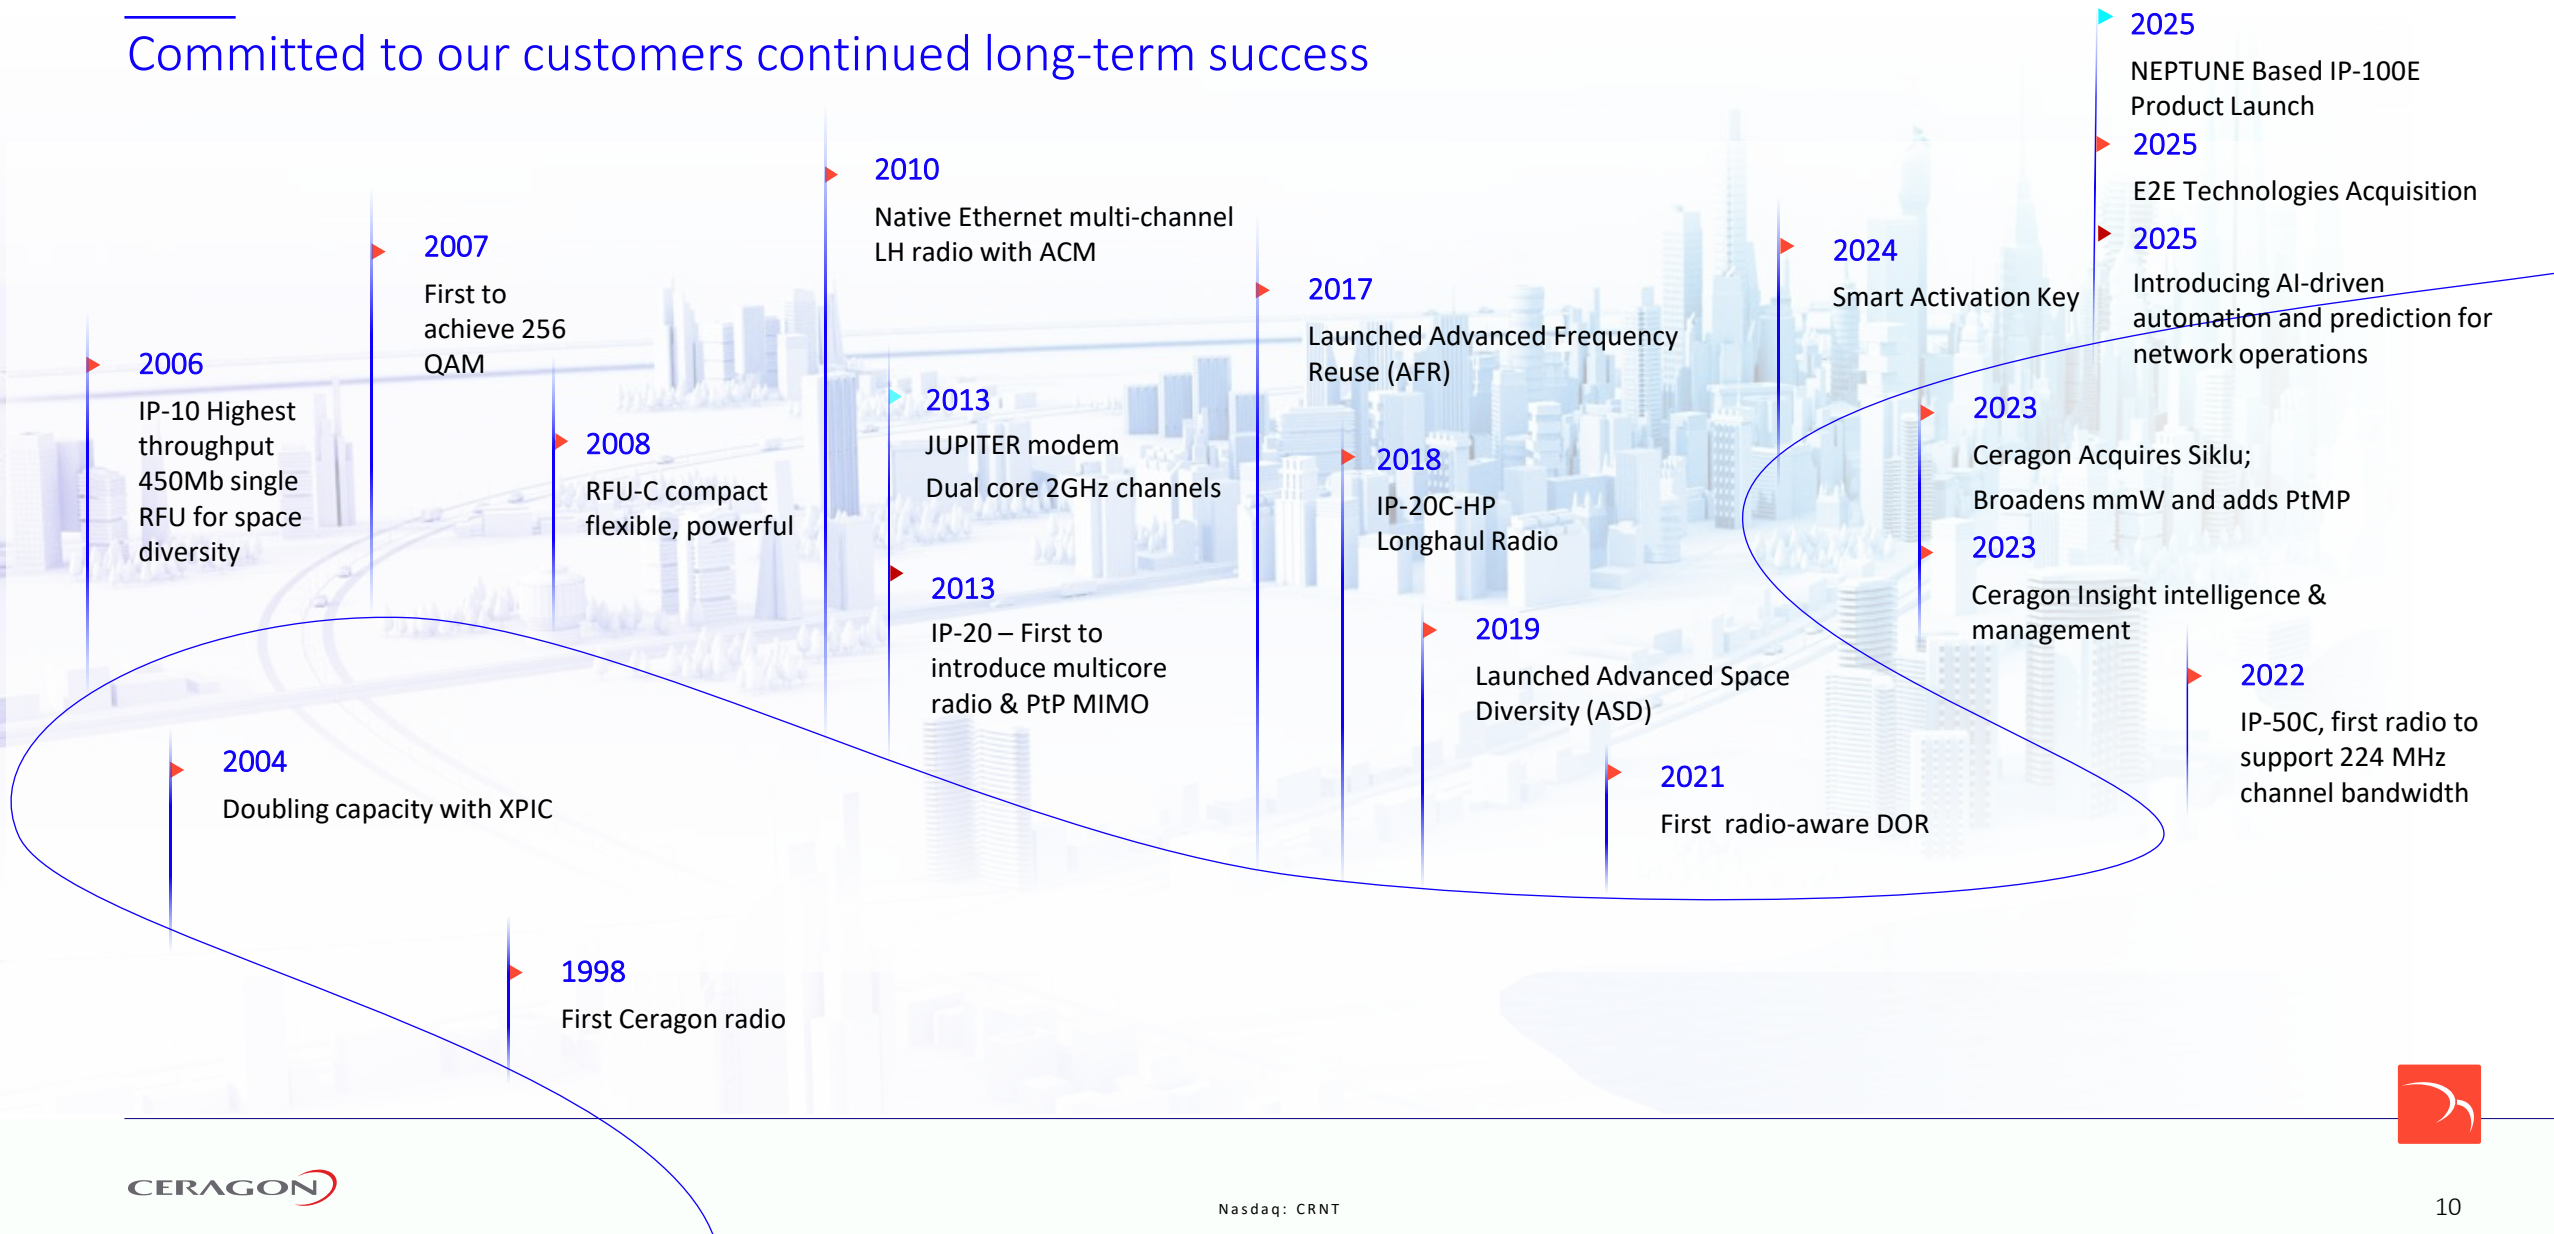 Committed to our customers continued long-term success
2006
IP-10 Highest
throughput
450Mb single
RFU for space
diversity
2007
First to
achieve 256
QAM
2008
RFU-C compact
flexible, powerful
2010
Native Ethernet multi-channel
LH radio with ACM
2013
JUPITER modem
Dual core 2GHz channels
2013
IP-20 – First to
introduce multicore
radio & PtP MIMO
2017
Launched Advanced Frequency
Reuse (AFR)
2018
IP-20C-HP
Longhaul Radio
2019
Launched Advanced Space
Diversity (ASD)
2021
First  radio-aware DOR
2024
Smart Activation Key
2025
NEPTUNE Based IP-100E
Product Launch
2025
E2E Technologies Acquisition
2025
Introducing AI-driven
automation and prediction for
network operations
2023
Ceragon Acquires Siklu;
Broadens mmW and adds PtMP
2023
Ceragon Insight intelligence &
management
2022
IP-50C, first radio to
support 224 MHz
channel bandwidth
2004
Doubling capacity with XPIC
1998
First Ceragon radio
CERAGON
Nasdaq: CRNT
10